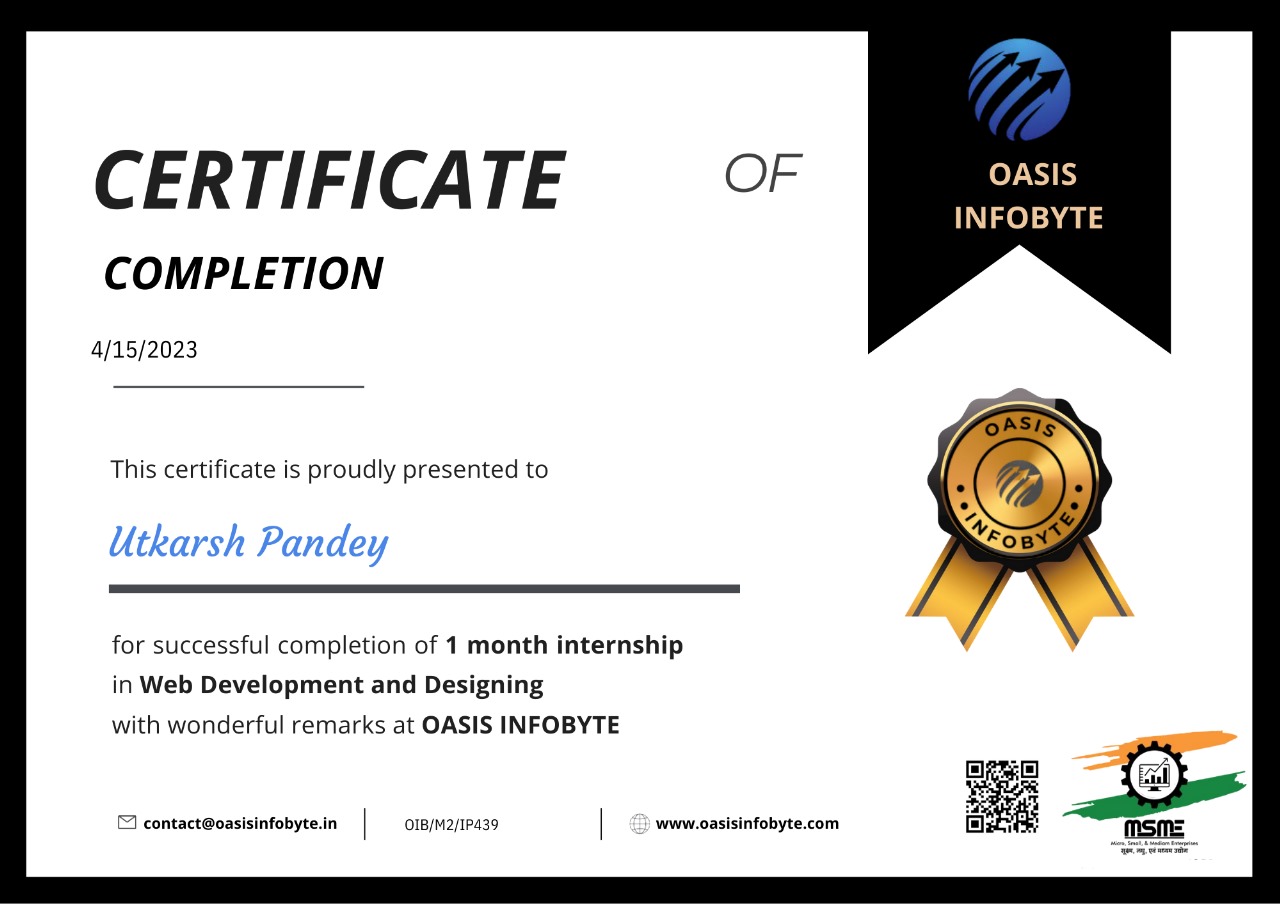 CERTIFICATE OF
COMPLETION
4/15/2023
This certificate is proudly presented to
Utkarsh Pandey
for successful completion of 1 month internship
in Web Development and Designing
with wonderful remarks at OASIS INFOBYTE
contact@oasisinfobyte.in
OIB/M2/IP439
www.oasisinfobyte.com
OASIS
INFOBYTE
OASIS
INFOBYTE
MSME
Micro, Small, & Mediam Enterprises
सूक्ष्म, लघु, एवं मध्यम उद्योग